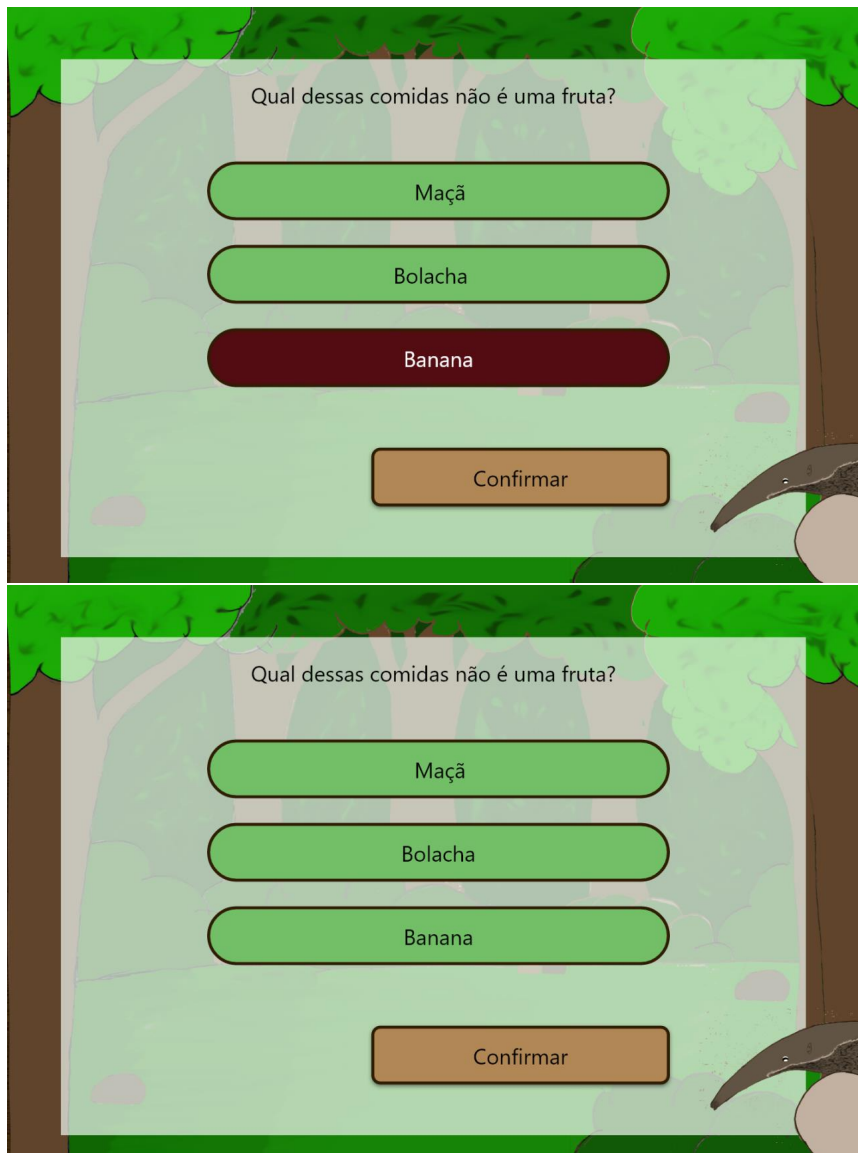 Qual dessas comidas não é uma fruta?
Maçã
Bolacha
Banana
Confirmar
Qual dessas comidas não é uma fruta?
Maçã
Bolacha
Banana
Confirmar